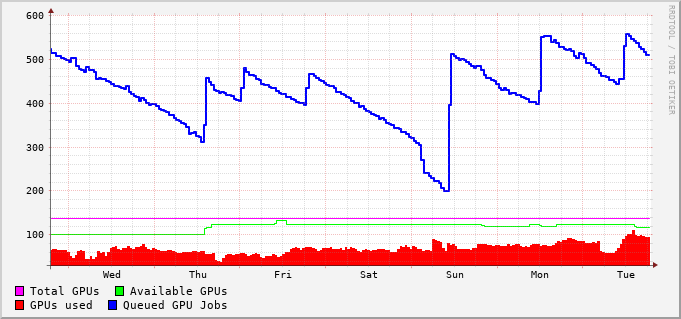 600
500
400
300
200
100
Wed Thu Fri Sat Sun Mon Tue
Total GPUs Available GPUs
GPUs used Queued GPU Jobs
RRDTOOL / TOBI OETIKER